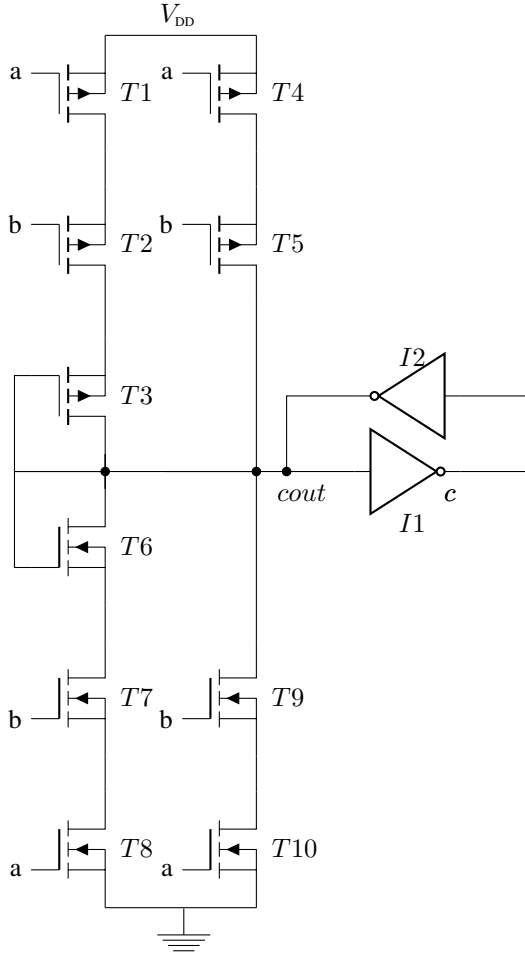 V_DD
a T1 a T4
b T2 b T5
I2
T3
cout c
I1
T6
b T7 b T9
a T8 a T10